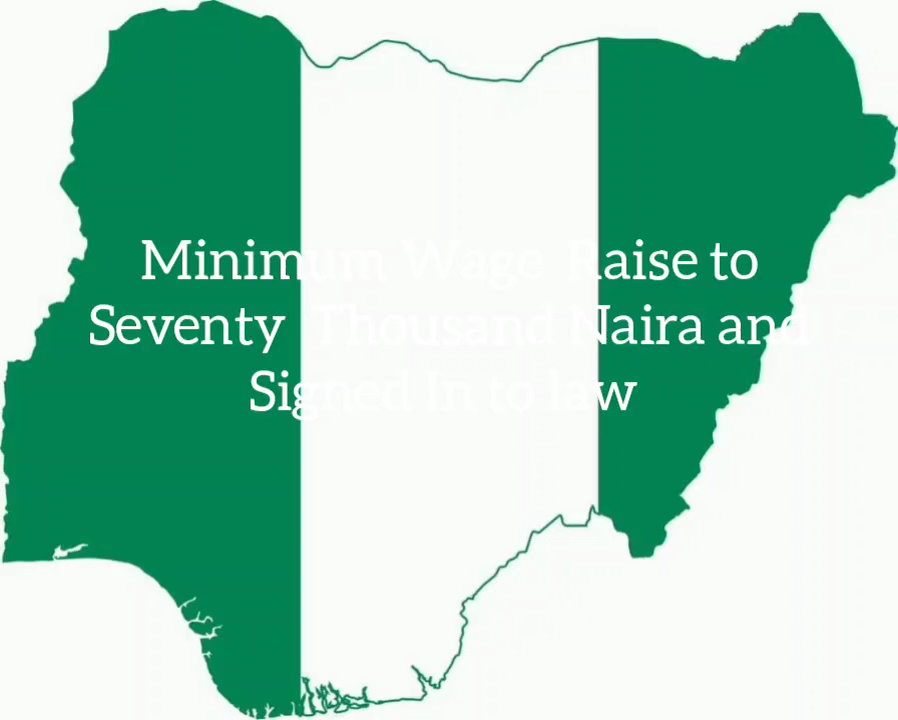 Minimum Wage Raise to
Seventy Thousand Naira and
Signed In to law